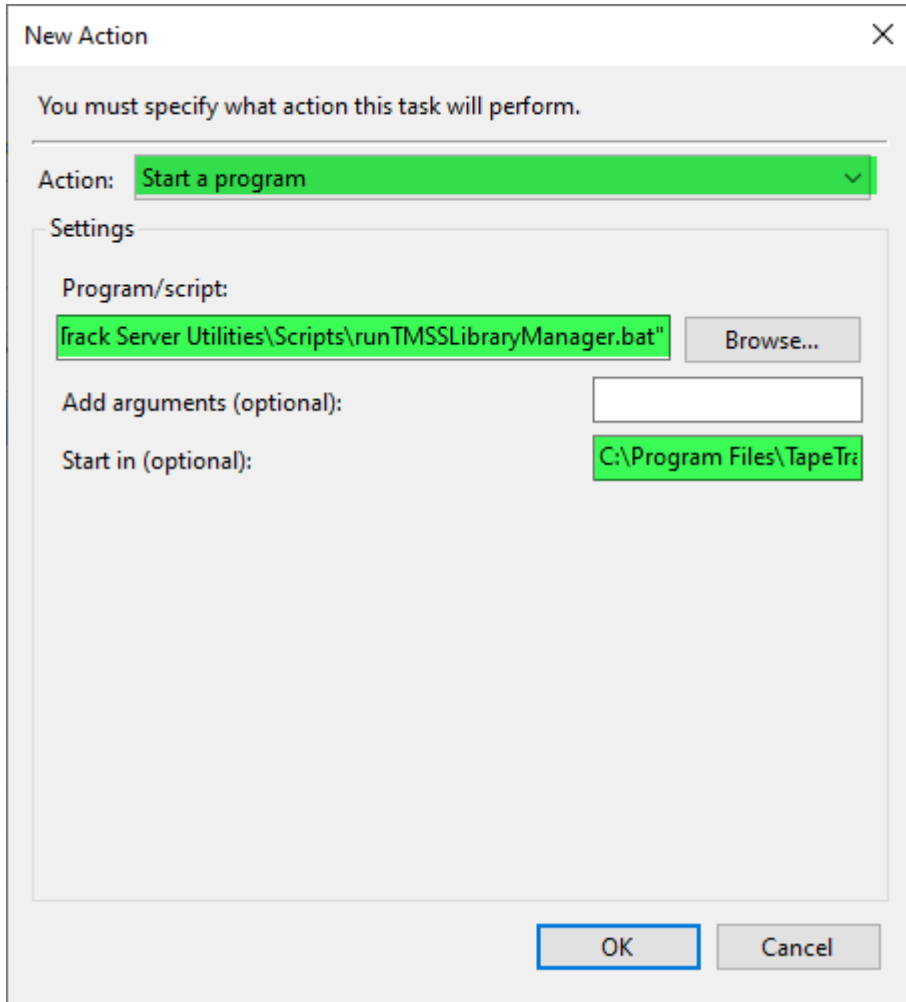 New Action
You must specify what action this task will perform.
Action: Start a program
Settings
Program/script:
Track Server Utilities\Scripts\runTMSSLibraryManager.bat" Browse...
Add arguments (optional):
Start in (optional): C:\Program Files\TapeTra
OK Cancel